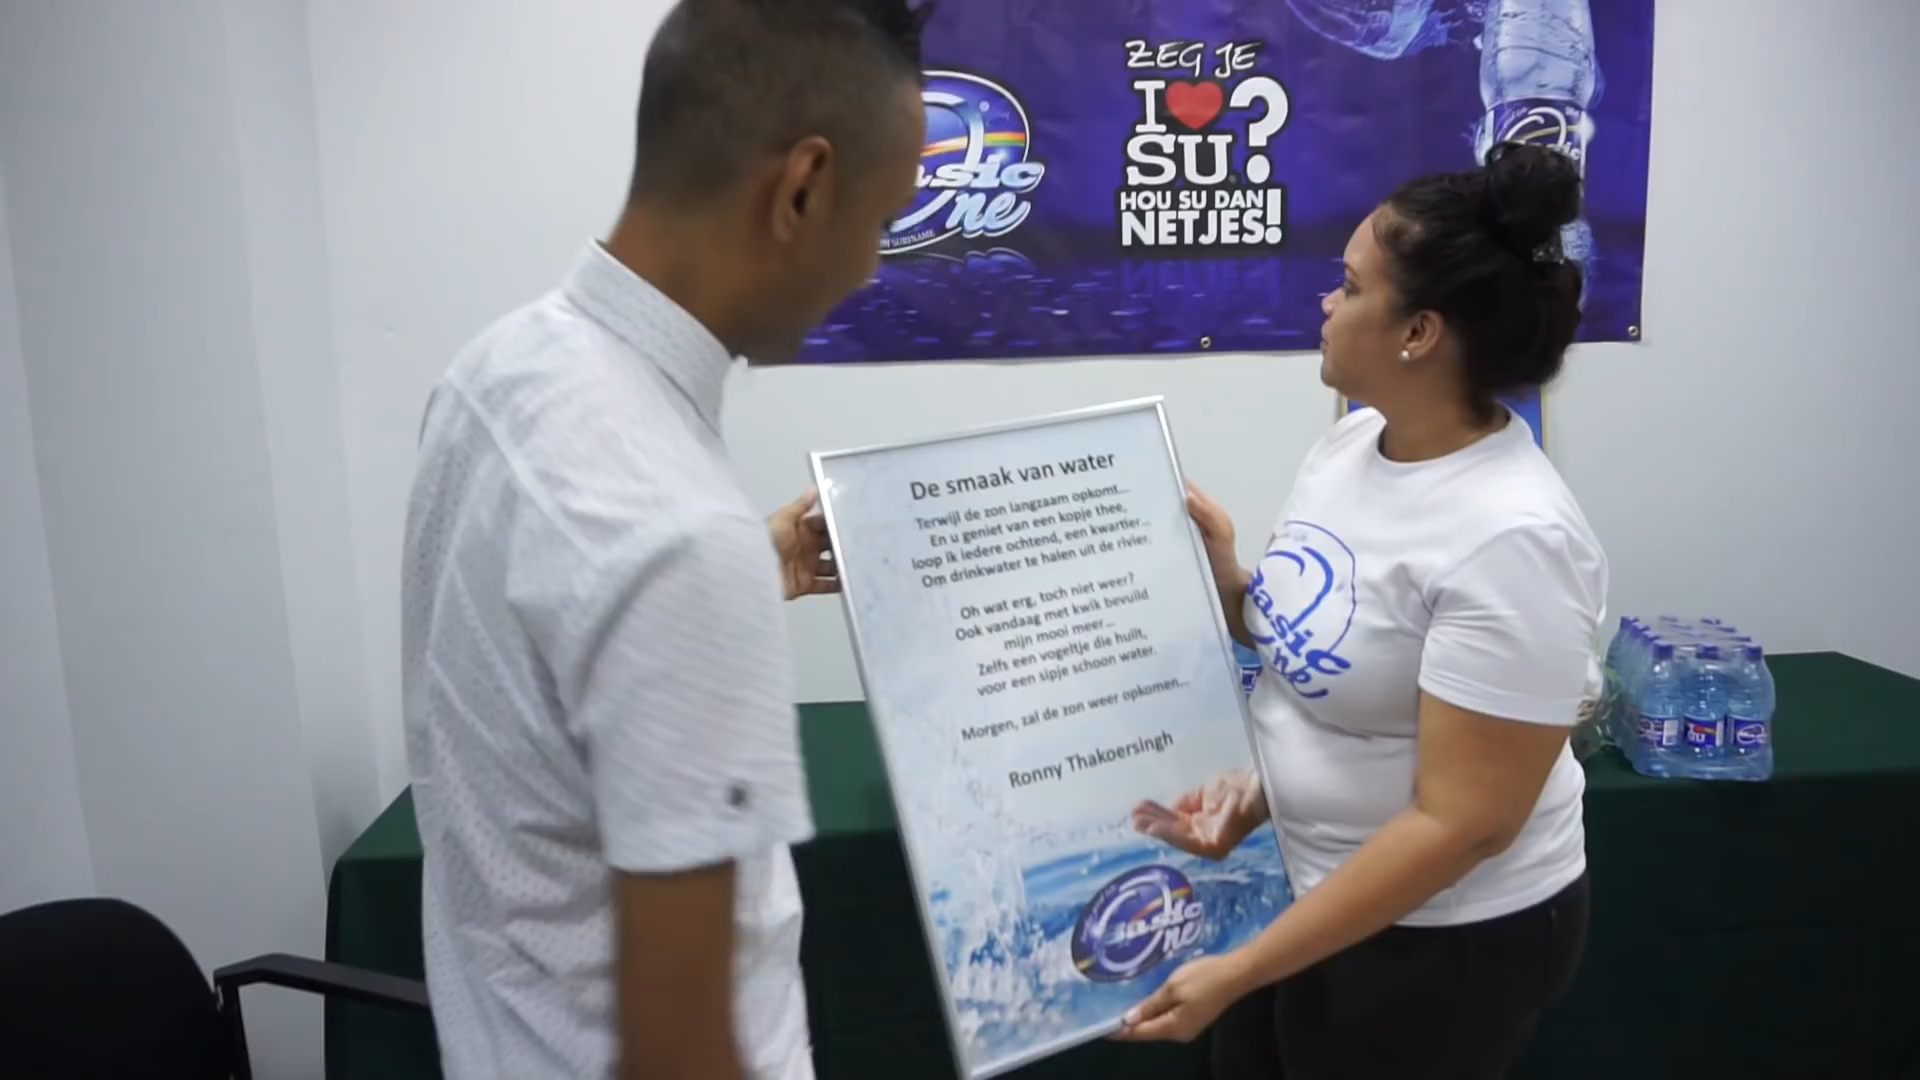 ZEG JE
I ❤ SU?
HOU SU DAN
NETJES!
Basic One
De smaak van water
Terwijl de zon langzaam opkomt...
En u geniet van een kopje thee,
loop ik iedere ochtend, een kwartier...
Om drinkwater te halen uit de rivier.
Oh wat erg, toch niet weer?
Ook vandaag met kwik bevuild
mijn mooi meer...
Zelfs een vogeltje die huilt,
voor een sipje schoon water.
Morgen, zal de zon weer opkomen...
Ronny Thakoersingh
Basic One
Basic One